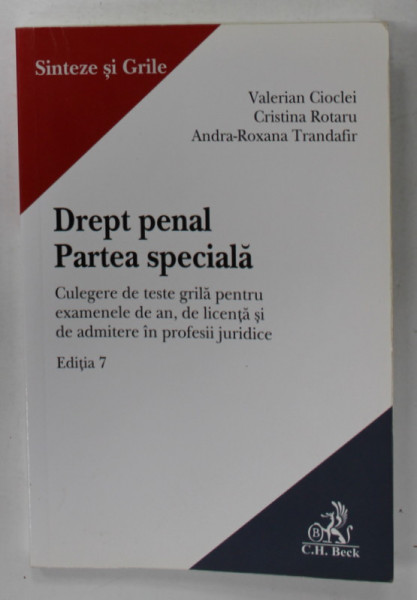 Sinteze și Grile
Valerian Cioclei
Cristina Rotaru
Andra-Roxana Trandafir
Drept penal
Partea specială
Culegere de teste grilă pentru
examenele de an, de licență și
de admitere în profesii juridice
Ediția 7
B
C.H. Beck